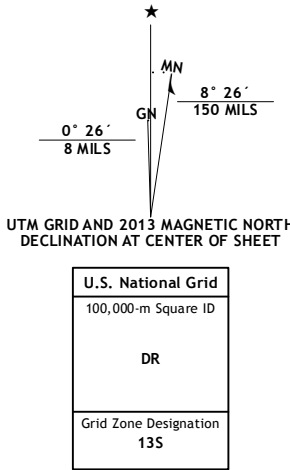 ★
MN
8° 26´
150 MILS
GN
0° 26´
8 MILS
UTM GRID AND 2013 MAGNETIC NORTH
DECLINATION AT CENTER OF SHEET
U.S. National Grid
100,000-m Square ID
DR
Grid Zone Designation
13S